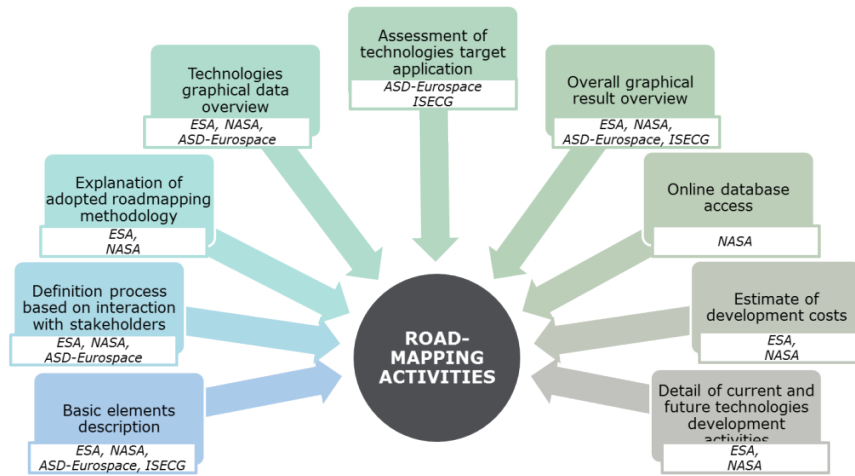 Assessment of
technologies target
application
ASD-Eurospace
ISECG
Technologies
graphical data
overview
ESA, NASA,
ASD-Eurospace
Overall graphical
result overview
ESA, NASA,
ASD-Eurospace, ISECG
Explanation of
adopted roadmapping
methodology
ESA,
NASA
Online database
access
NASA
Definition process
based on interaction
with stakeholders
ESA, NASA,
ASD-Eurospace
Estimate of
development costs
ESA,
NASA
Basic elements
description
ESA, NASA,
ASD-Eurospace, ISECG
Detail of current and
future technologies
development
activities
ESA,
NASA
ROAD-
MAPPING
ACTIVITIES